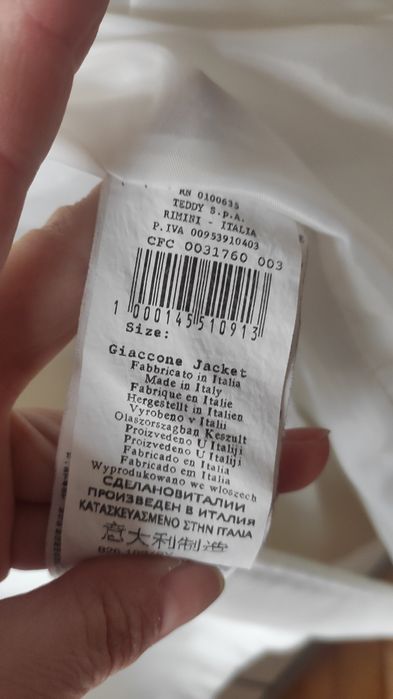 RN 0100635
TEDDY S.p.A.
RIMINI - ITALIA
P.IVA 00953910403
CFC 0031760 003
1 000145 510913
Size:
Giaccone Jacket
Fabbricato in Italia
Made in Italy
Fabrique en Italie
Hergestellt in Italien
Vyrobeno v Italii
Olaszorszagban Keszult
Proizvedeno U Italiji
Proizvedeno U Italiji
Fabricado en Italia
Fabricado em Italia
Wyprodukowano we wloszech
СДЕЛАНОВИТАЛИИ
ПРОИЗВЕДЕН В ИТАЛИЯ
ΚΑΤΑΣΚΕΥΑΣΜΕΝΟ ΣΤΗΝ ΙΤΑΛΙΑ
意大利制造